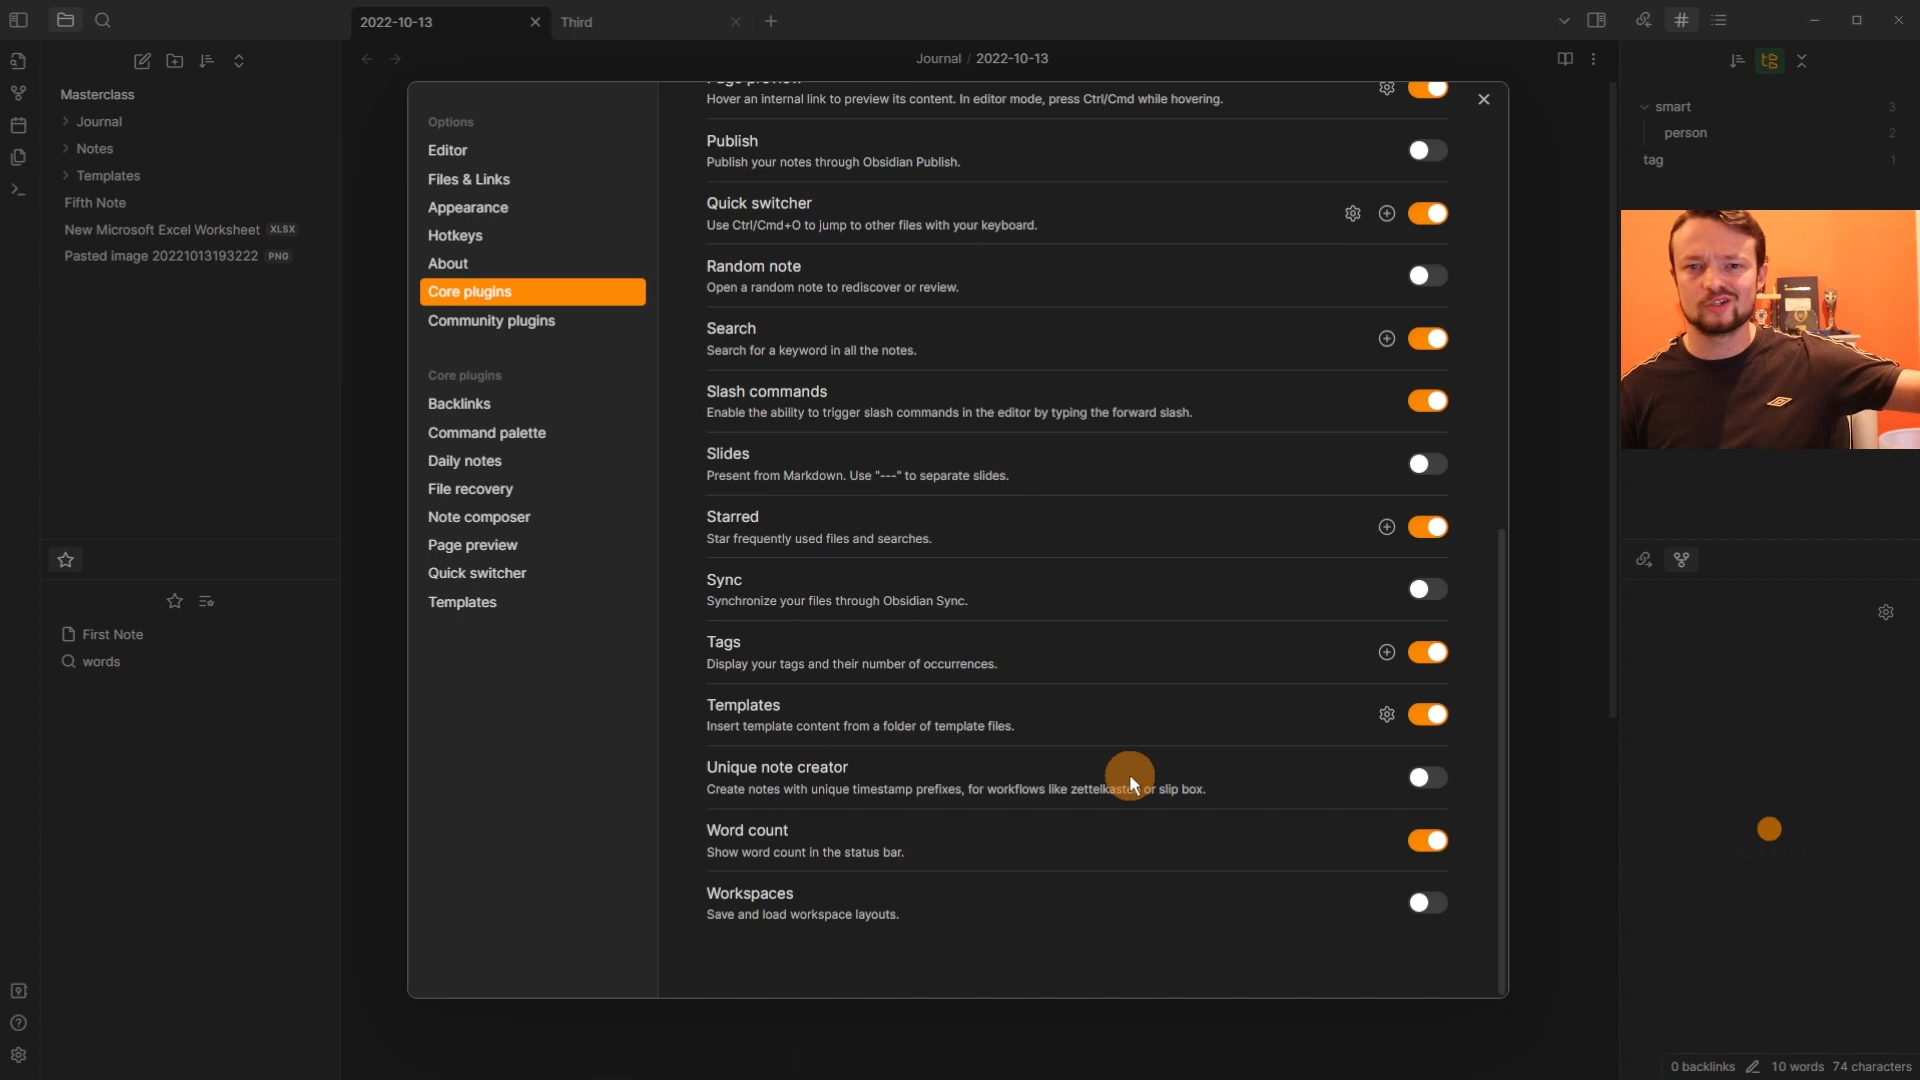 2022-10-13
Third
Journal / 2022-10-13
Masterclass
Journal
Notes
Templates
Fifth Note
New Microsoft Excel Worksheet XLSX
Pasted image 20221013193222 PNG
First Note
words
Options
Editor
Files & Links
Appearance
Hotkeys
About
Core plugins
Community plugins
Core plugins
Backlinks
Command palette
Daily notes
File recovery
Note composer
Page preview
Quick switcher
Templates
Page preview
Hover an internal link to preview its content. In editor mode, press Ctrl/Cmd while hovering.
Publish
Publish your notes through Obsidian Publish.
Quick switcher
Use Ctrl/Cmd+O to jump to other files with your keyboard.
Random note
Open a random note to rediscover or review.
Search
Search for a keyword in all the notes.
Slash commands
Enable the ability to trigger slash commands in the editor by typing the forward slash.
Slides
Present from Markdown. Use "---" to separate slides.
Starred
Star frequently used files and searches.
Sync
Synchronize your files through Obsidian Sync.
Tags
Display your tags and their number of occurrences.
Templates
Insert template content from a folder of template files.
Unique note creator
Create notes with unique timestamp prefixes, for workflows like zettelkasten or slip box.
Word count
Show word count in the status bar.
Workspaces
Save and load workspace layouts.
smart 3
person 2
tag 1
0 backlinks 10 words 74 characters